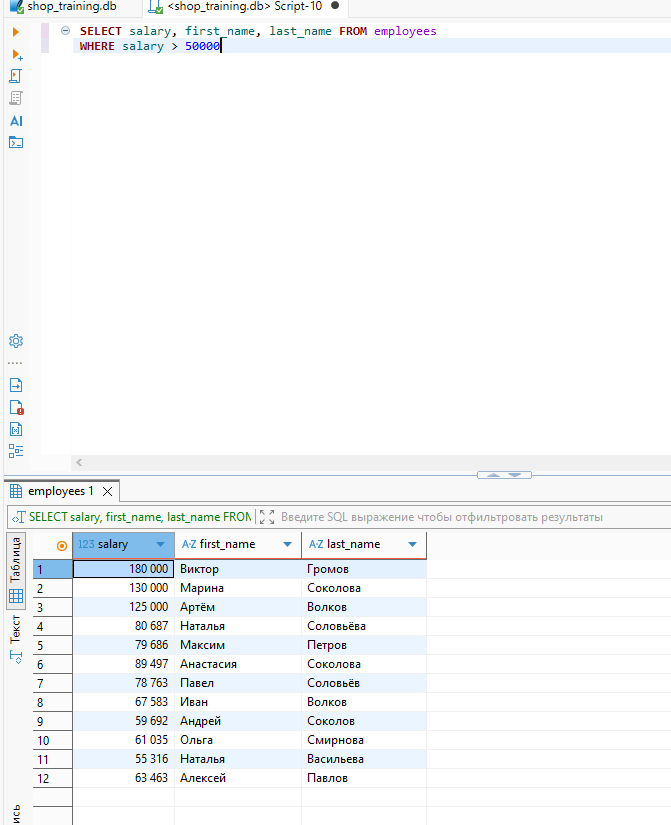 shop_training.db
<shop_training.db> Script-10
SELECT salary, first_name, last_name FROM employees
WHERE salary > 50000
AI
employees 1
SELECT salary, first_name, last_name FROM
Введите SQL выражение чтобы отфильтровать результаты
Таблица
Текст
123 salary A-Z first_name A-Z last_name
1 180 000 Виктор Громов
2 130 000 Марина Соколова
3 125 000 Артём Волков
4 80 687 Наталья Соловьёва
5 79 686 Максим Петров
6 89 497 Анастасия Соколова
7 78 763 Павел Соловьёв
8 67 583 Иван Волков
9 59 692 Андрей Соколов
10 61 035 Ольга Смирнова
11 55 316 Наталья Васильева
12 63 463 Алексей Павлов